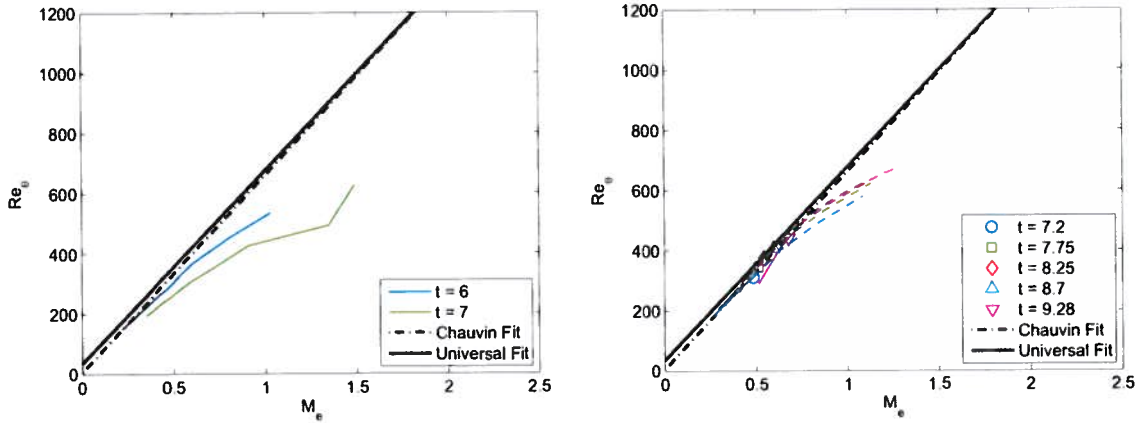 1200
1000
800
600
400
200
0
Re_θ
0
0.5
1
1.5
2
2.5
M_e
t = 6
t = 7
Chauvin Fit
Universal Fit
1200
1000
800
600
400
200
0
Re_θ
0
0.5
1
1.5
2
2.5
M_e
t = 7.2
t = 7.75
t = 8.25
t = 8.7
t = 9.28
Chauvin Fit
Universal Fit